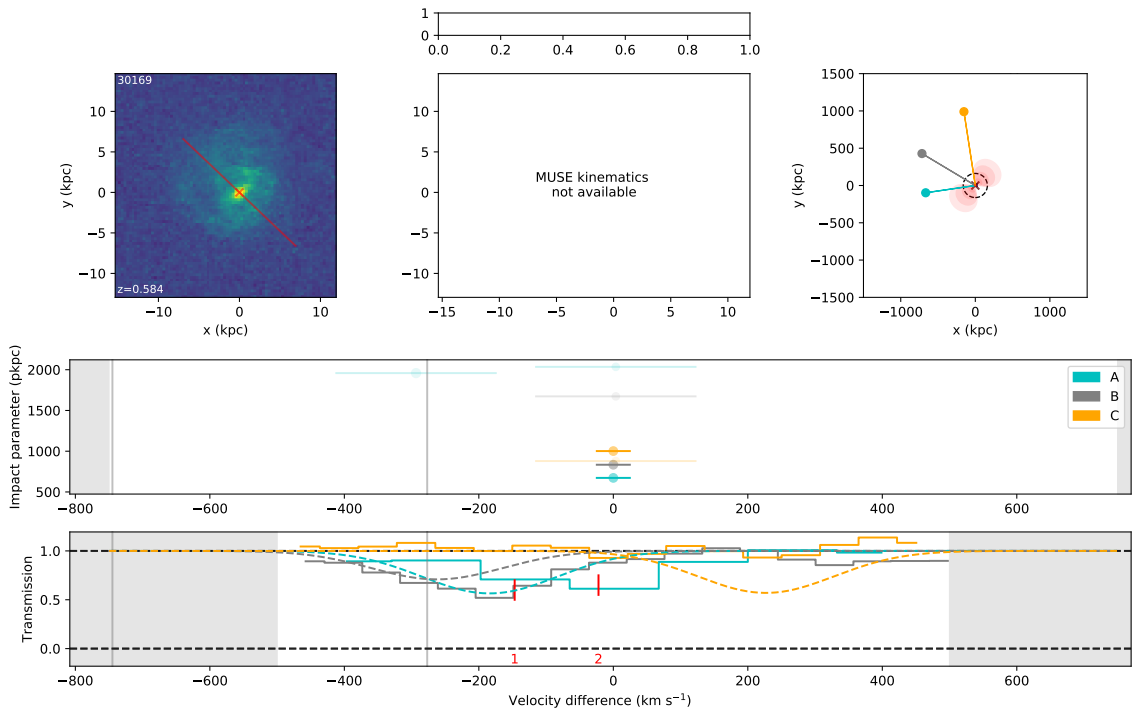 1
0
0.0 0.2 0.4 0.6 0.8 1.0
30169
z=0.584
10
5
0
−5
−10
y (kpc)
−10 0 10
x (kpc)
MUSE kinematics
not available
10
5
0
−5
−10
y (kpc)
−15 −10 −5 0 5 10
x (kpc)
1500
1000
500
0
−500
−1000
−1500
y (kpc)
−1000 0 1000
x (kpc)
2000
1500
1000
500
Impact parameter (pkpc)
A
B
C
−800 −600 −400 −200 0 200 400 600
1.0
0.5
0.0
Transmission
1 2
−800 −600 −400 −200 0 200 400 600
Velocity difference (km s⁻¹)